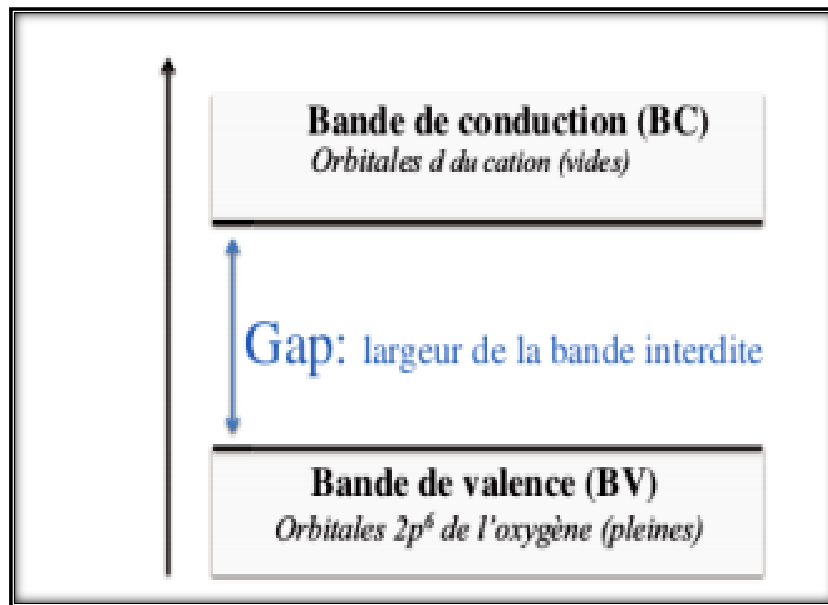 Bande de conduction (BC)
Orbitales d du cation (vides)
Gap: largeur de la bande interdite
Bande de valence (BV)
Orbitales 2p⁶ de l'oxygène (pleines)